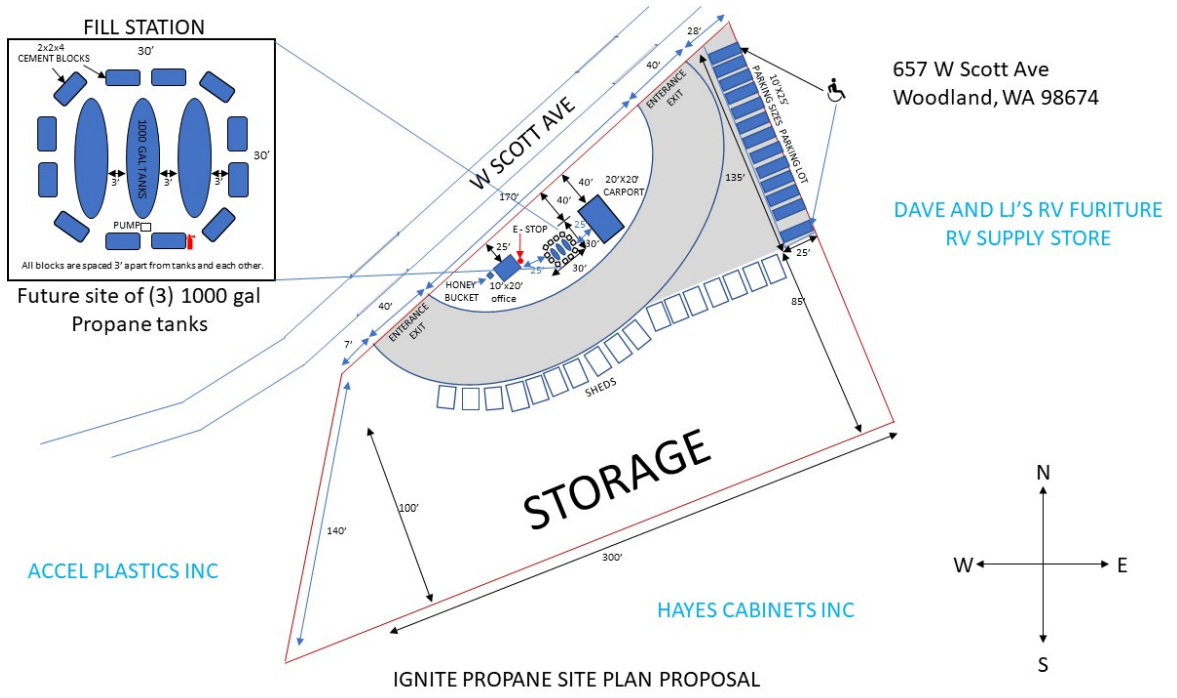 FILL STATION
2x2x4
CEMENT BLOCKS
30’
1000 GAL TANKS
3’
3’
3’
30’
PUMP
All blocks are spaced 3’ apart from tanks and each other.
Future site of (3) 1000 gal
Propane tanks
W SCOTT AVE
28’
40’
ENTERANCE
EXIT
170’
40’
20’X20’
CARPORT
40’
E - STOP
25’
25’
25’
30’
30’
HONEY
BUCKET
10’x20’
office
40’
ENTERANCE
EXIT
7’
10’X25’
PARKING SIZES PARKING LOT
135’
25’
85’
SHEDS
STORAGE
100’
140’
300’
657 W Scott Ave
Woodland, WA 98674
DAVE AND LJ’S RV FURITURE
RV SUPPLY STORE
ACCEL PLASTICS INC
HAYES CABINETS INC
N
W
E
S
IGNITE PROPANE SITE PLAN PROPOSAL